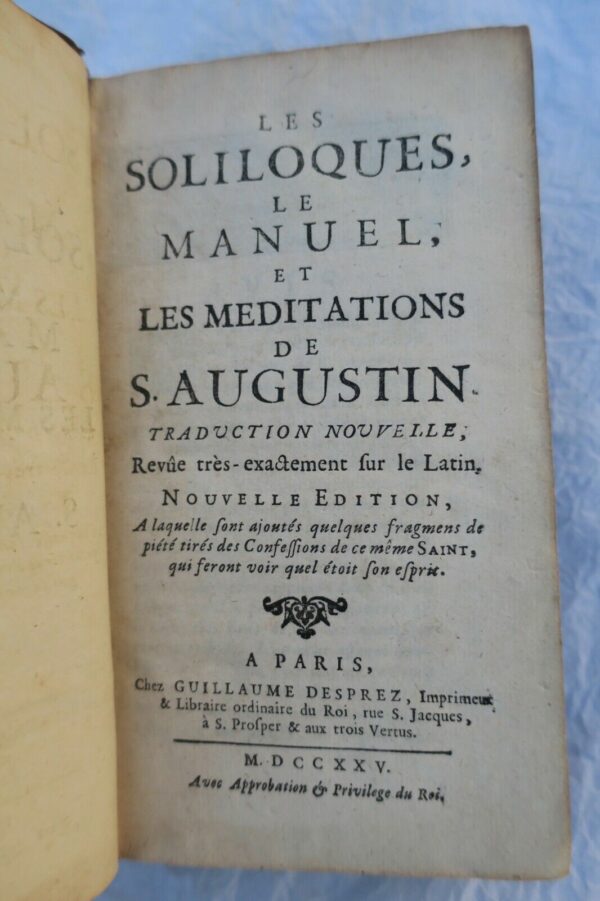 LES
SOLILOQUES,
LE
MANUEL,
ET
LES MEDITATIONS
DE
S. AUGUSTIN.
TRADUCTION NOUVELLE,
Revûe très-exactement ſur le Latin.
NOUVELLE EDITION,
A laquelle ſont ajoutés quelques fragmens de
piété tirés des Confeſſions de ce même SAINT,
qui feront voir quel étoit ſon eſprit.
A PARIS,
Chez GUILLAUME DESPREZ, Imprimeur
& Libraire ordinaire du Roi, rue S. Jacques,
à S. Proſper & aux trois Vertus.
M. DCCXXV.
Avec Approbation & Privilege du Roi.